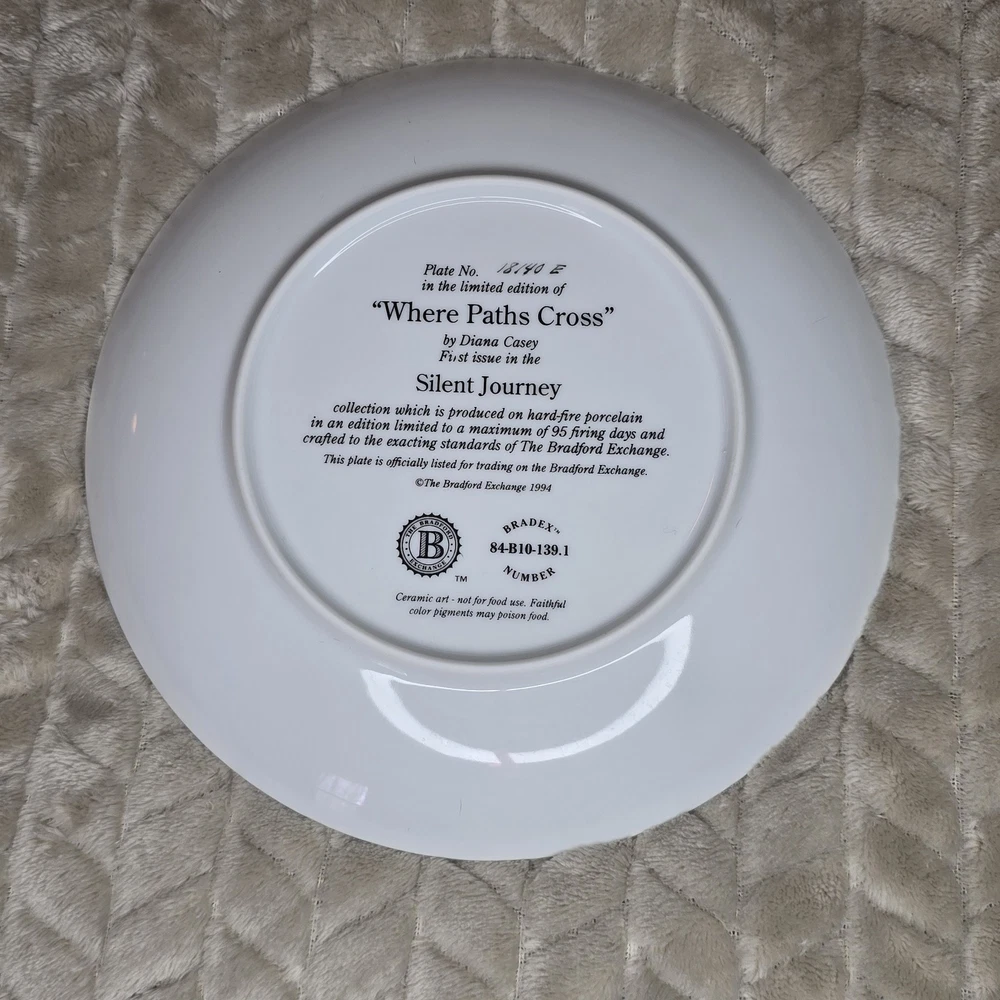 Plate No. 18140 E
in the limited edition of
“Where Paths Cross”
by Diana Casey
First issue in the
Silent Journey
collection which is produced on hard-fire porcelain
in an edition limited to a maximum of 95 firing days and
crafted to the exacting standards of The Bradford Exchange.
This plate is officially listed for trading on the Bradford Exchange.
©The Bradford Exchange 1994
THE BRADFORD
B
EXCHANGE
TM
BRADEX™
84-B10-139.1
NUMBER
Ceramic art - not for food use. Faithful
color pigments may poison food.